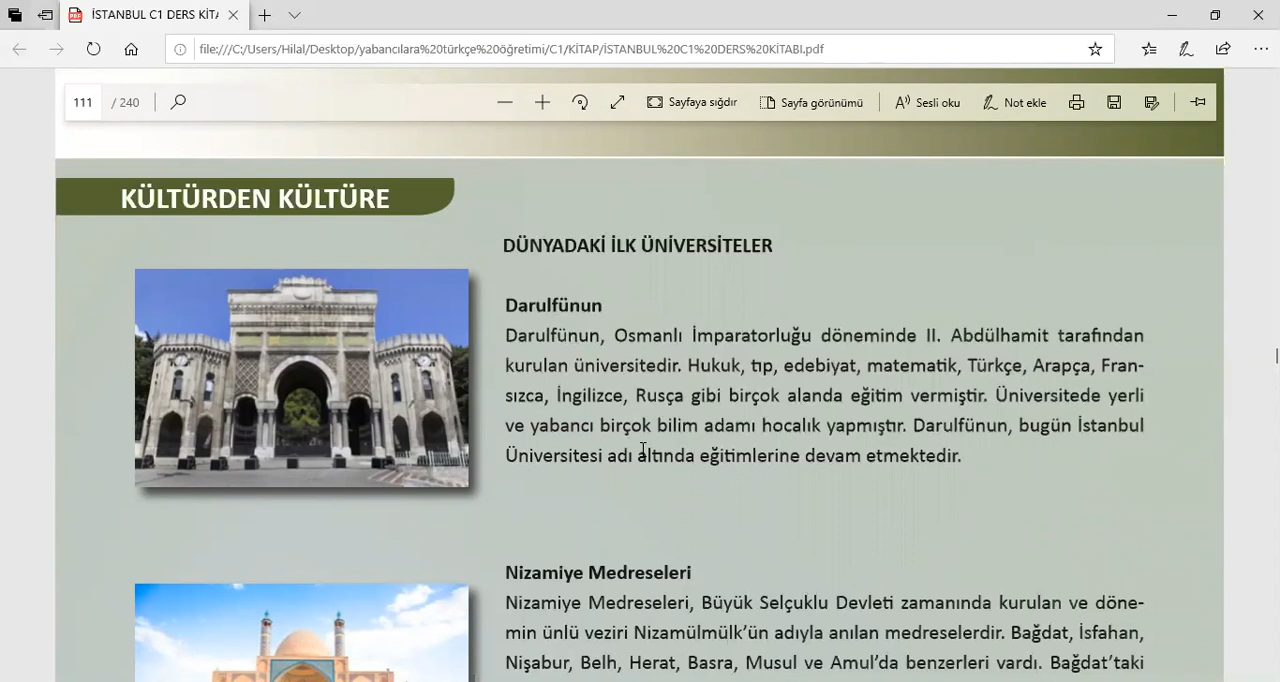 İSTANBUL C1 DERS KİTA
file:///C:/Users/Hilal/Desktop/yabancılara%20türkçe%20öğretimi/C1/KİTAP/İSTANBUL%20C1%20DERS%20KİTABI.pdf
111 / 240 Sayfaya sığdır Sayfa görünümü Sesli oku Not ekle
KÜLTÜRDEN KÜLTÜRE
DÜNYADAKİ İLK ÜNİVERSİTELER
Darulfünun
Darulfünun, Osmanlı İmparatorluğu döneminde II. Abdülhamit tarafından
kurulan üniversitedir. Hukuk, tıp, edebiyat, matematik, Türkçe, Arapça, Fran-
sızca, İngilizce, Rusça gibi birçok alanda eğitim vermiştir. Üniversitede yerli
ve yabancı birçok bilim adamı hocalık yapmıştır. Darulfünun, bugün İstanbul
Üniversitesi adı altında eğitimlerine devam etmektedir.
Nizamiye Medreseleri
Nizamiye Medreseleri, Büyük Selçuklu Devleti zamanında kurulan ve döne-
min ünlü veziri Nizamülmülk'ün adıyla anılan medreselerdir. Bağdat, İsfahan,
Nişabur, Belh, Herat, Basra, Musul ve Amul'da benzerleri vardı. Bağdat'taki